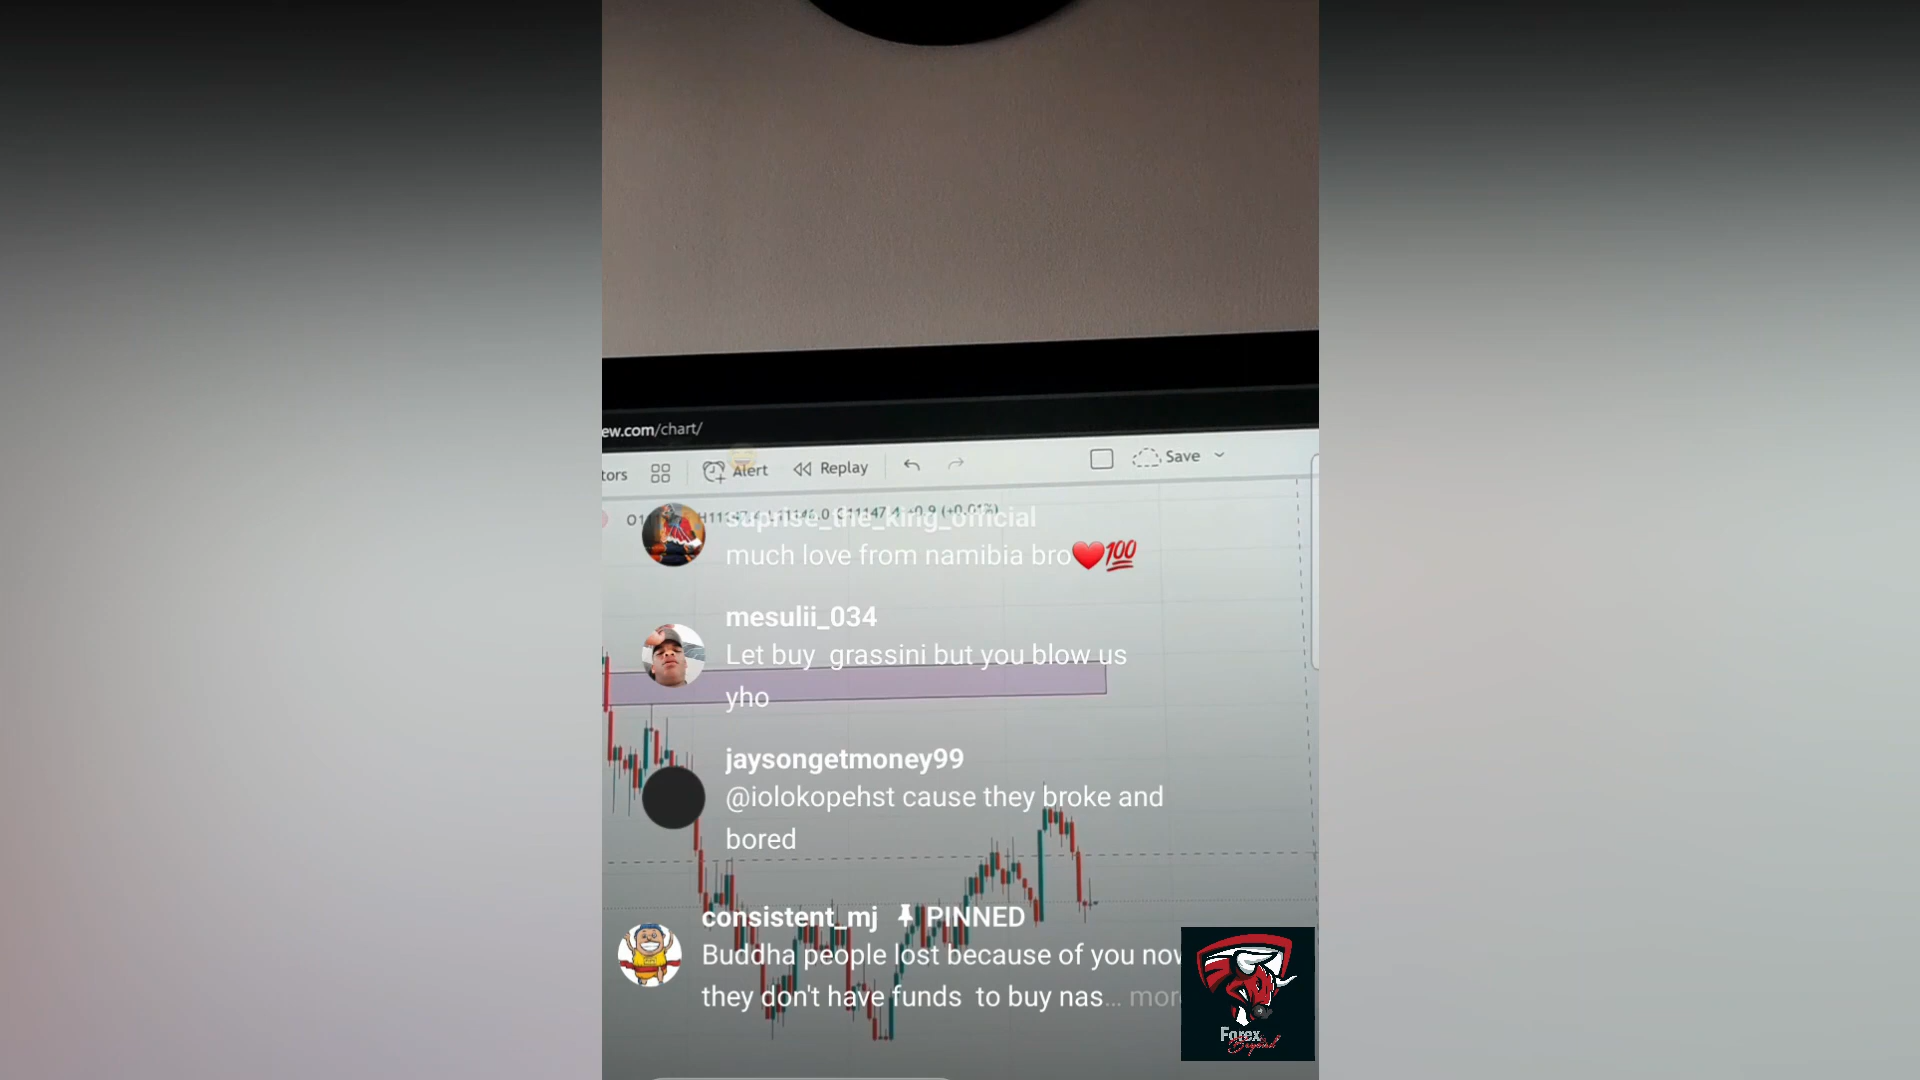 ew.com/chart/
tors Alert Replay Save
suprise_the_king_official
much love from namibia bro❤️💯
mesulii_034
Let buy grassini but you blow us
yho
jaysongetmoney99
@iolokopehst cause they broke and
bored
consistent_mj PINNED
Buddha people lost because of you now
they don't have funds to buy nas... mor
Forex
Beyond